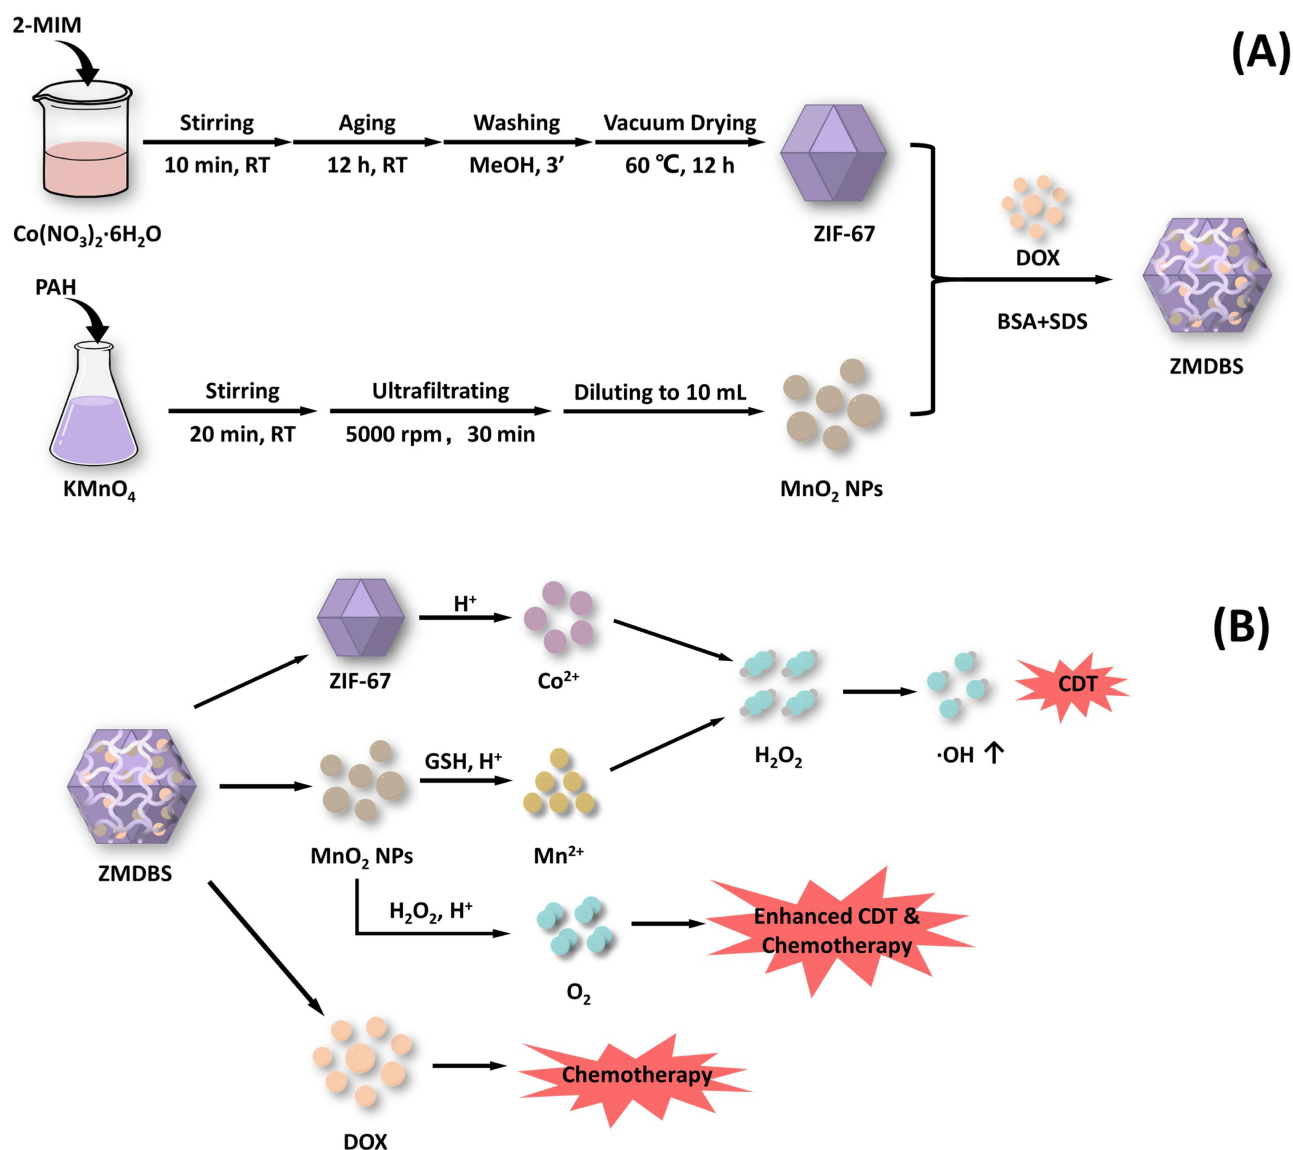 2-MIM
(A)
Stirring
Aging
Washing
Vacuum Drying
10 min, RT
12 h, RT
MeOH, 3’
60 ℃, 12 h
Co(NO₃)₂·6H₂O
ZIF-67
DOX
BSA+SDS
ZMDBS
PAH
Stirring
Ultrafiltrating
Diluting to 10 mL
20 min, RT
5000 rpm， 30 min
KMnO₄
MnO₂ NPs
(B)
H⁺
ZIF-67
Co²⁺
CDT
H₂O₂
·OH ↑
GSH, H⁺
ZMDBS
MnO₂ NPs
Mn²⁺
H₂O₂, H⁺
O₂
Enhanced CDT &
Chemotherapy
DOX
Chemotherapy